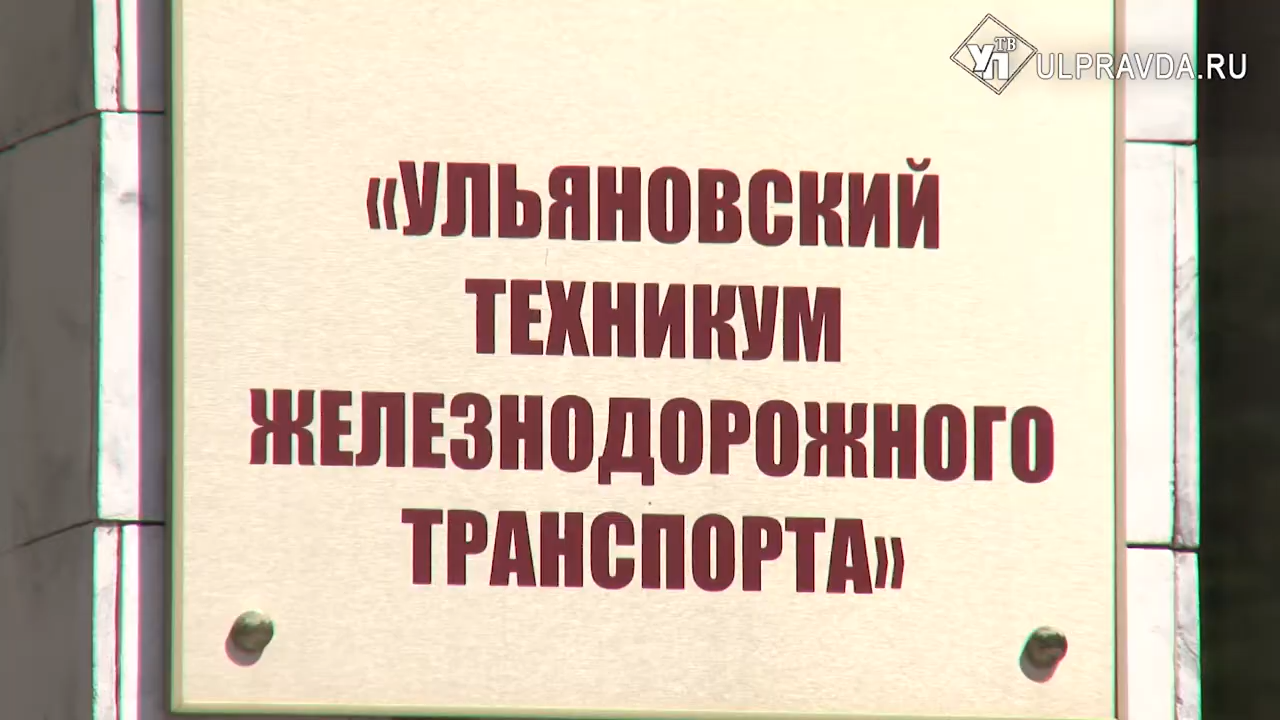 ТВ
УП
ULPRAVDA.RU
«УЛЬЯНОВСКИЙ
ТЕХНИКУМ
ЖЕЛЕЗНОДОРОЖНОГО
ТРАНСПОРТА»